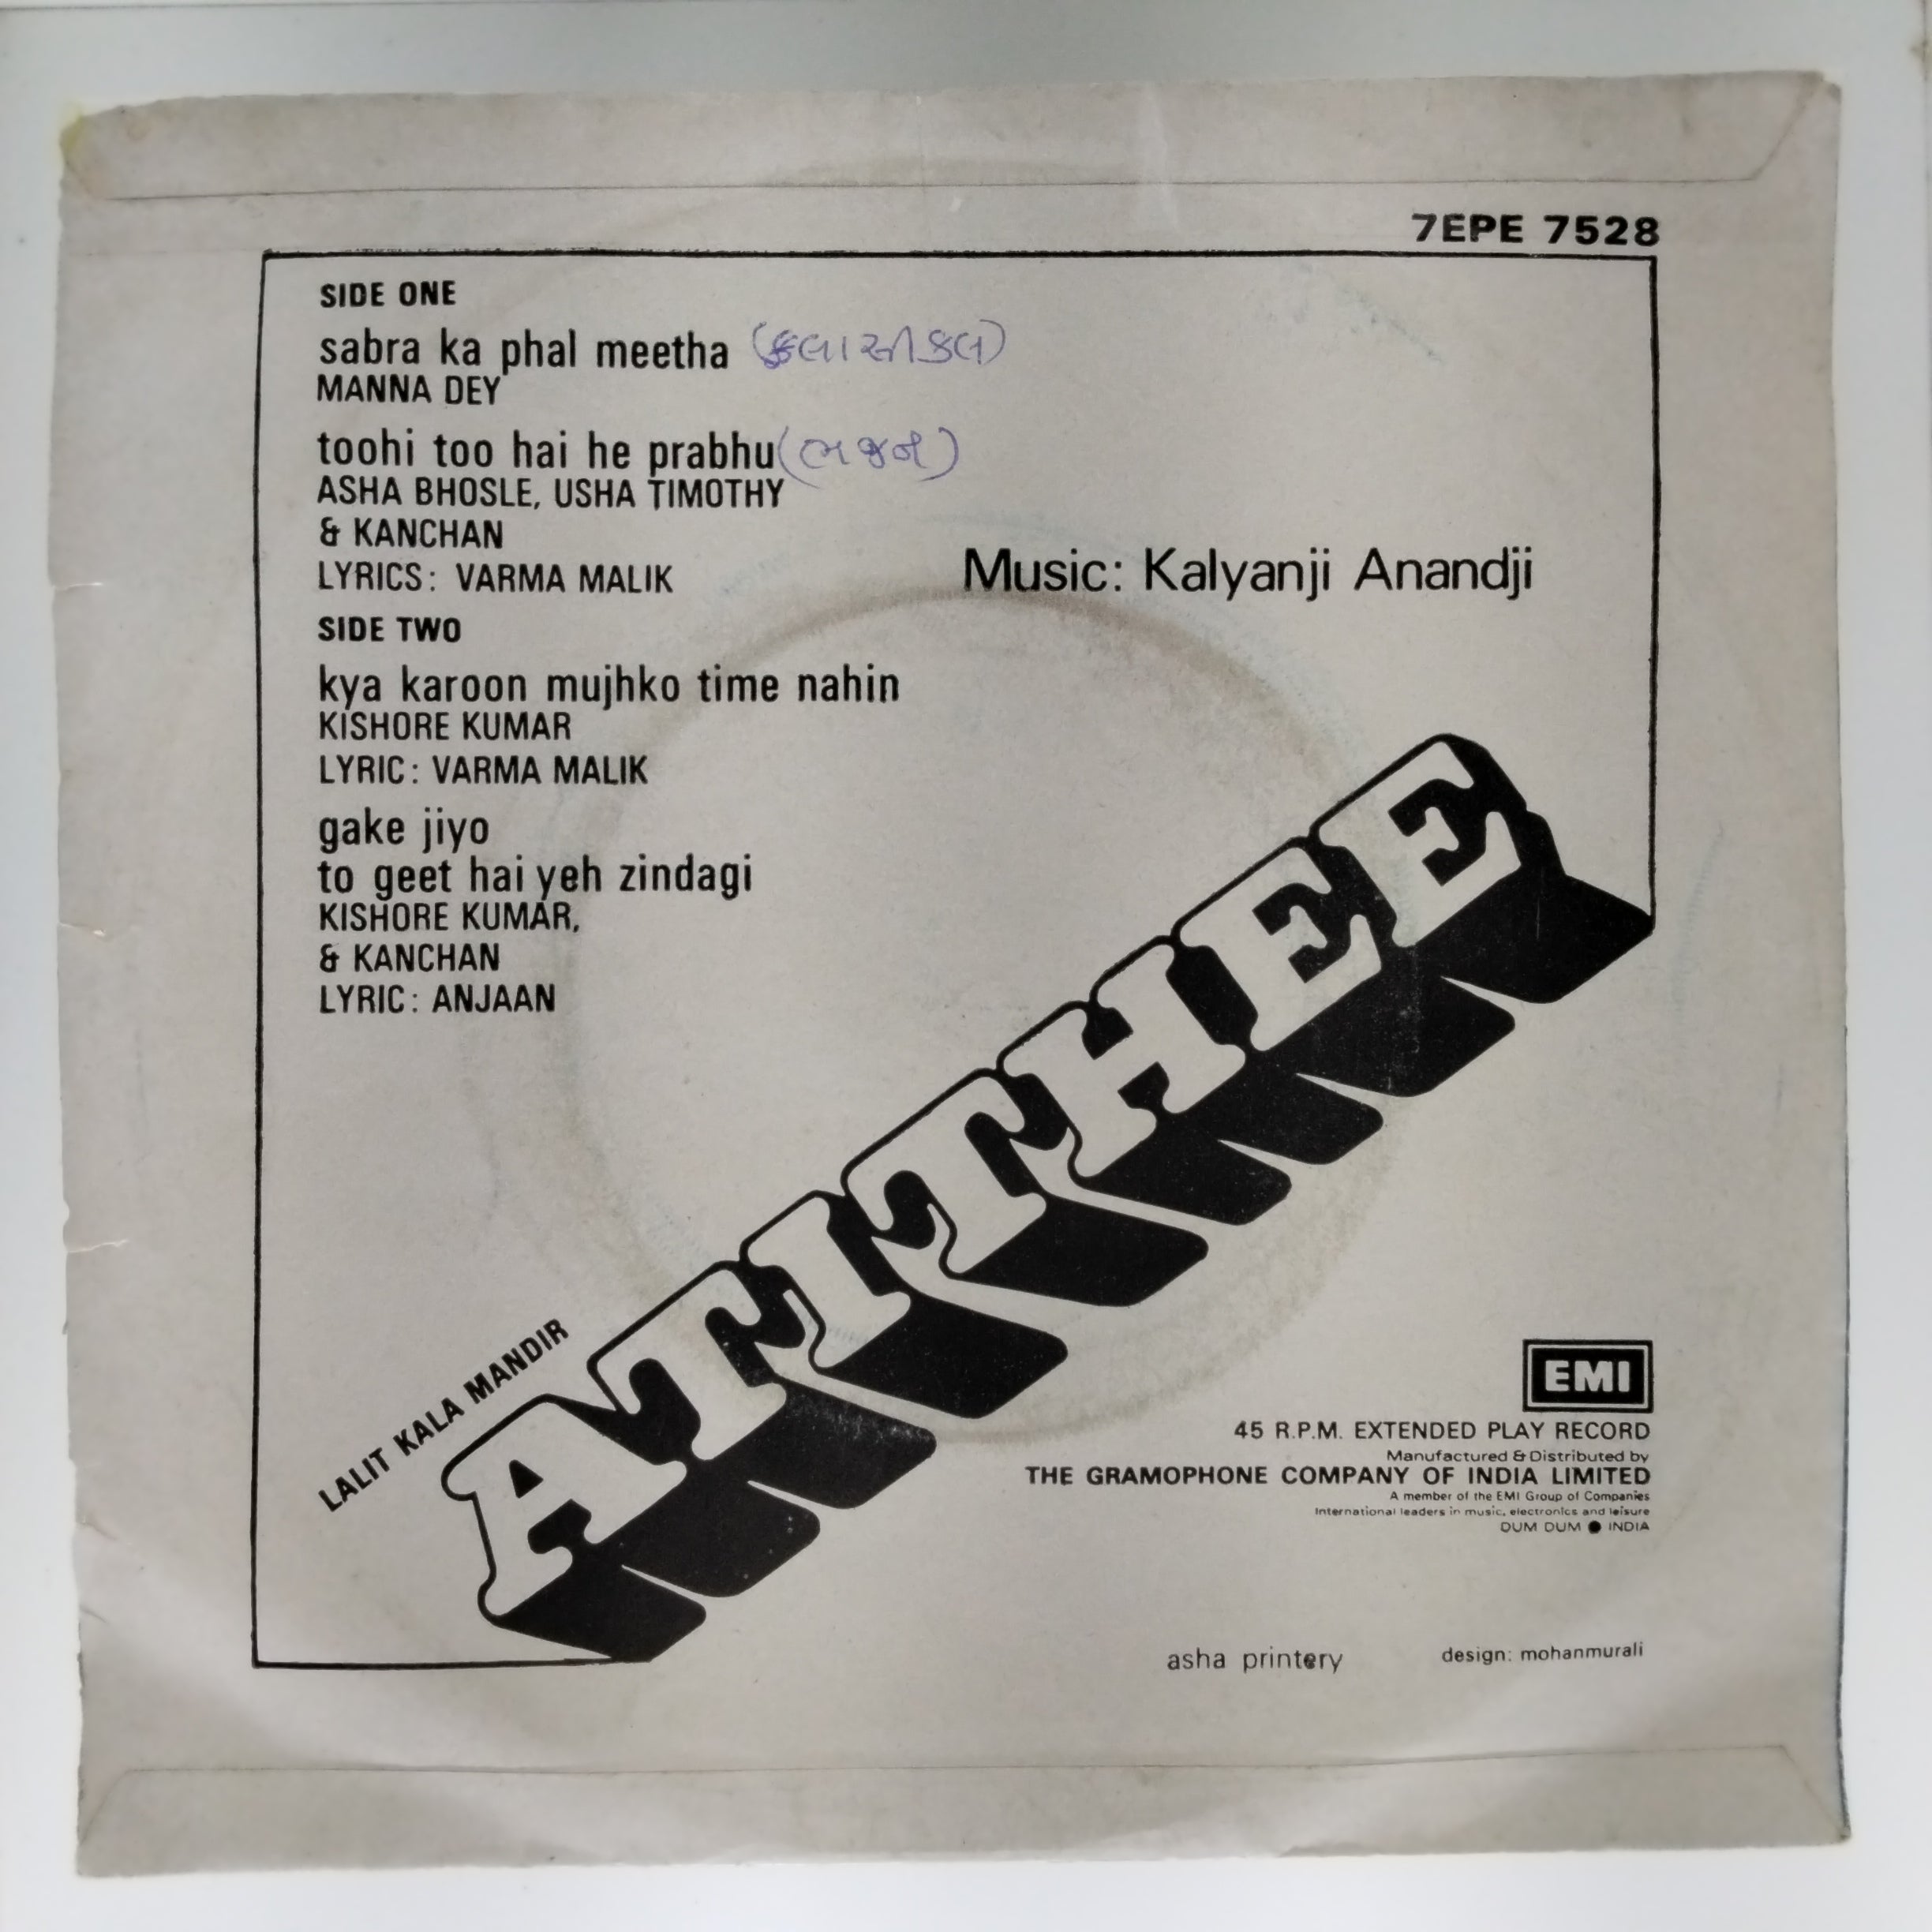 7EPE 7528
SIDE ONE
sabra ka phal meetha (કલાસીકલ)
MANNA DEY
toohi too hai he prabhu (ભજન)
ASHA BHOSLE, USHA TIMOTHY
& KANCHAN
LYRICS: VARMA MALIK
Music: Kalyanji Anandji
SIDE TWO
kya karoon mujhko time nahin
KISHORE KUMAR
LYRIC: VARMA MALIK
gake jiyo
to geet hai yeh zindagi
KISHORE KUMAR,
& KANCHAN
LYRIC: ANJAAN
LALIT KALA MANDIR
ATITHEE
EMI
45 R.P.M. EXTENDED PLAY RECORD
Manufactured & Distributed by
THE GRAMOPHONE COMPANY OF INDIA LIMITED
A member of the EMI Group of Companies
International leaders in music, electronics and leisure
DUM DUM ● INDIA
asha printery
design: mohanmurali